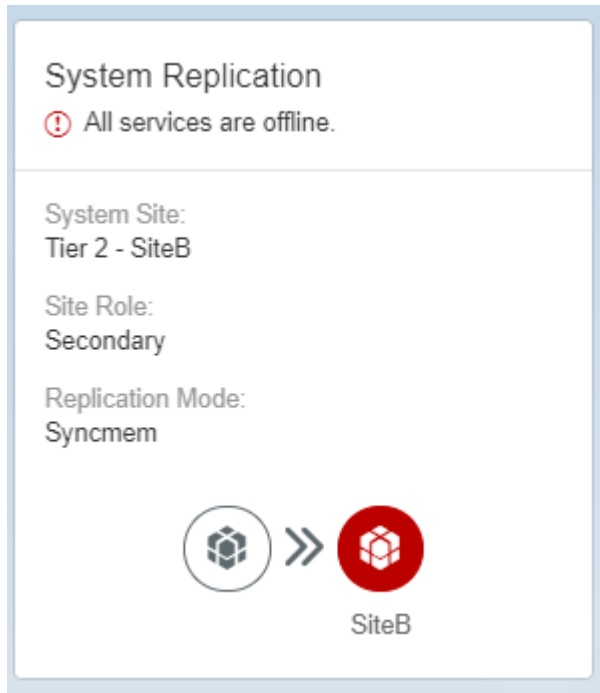 System Replication
All services are offline.
System Site:
Tier 2 - SiteB
Site Role:
Secondary
Replication Mode:
Syncmem
SiteB